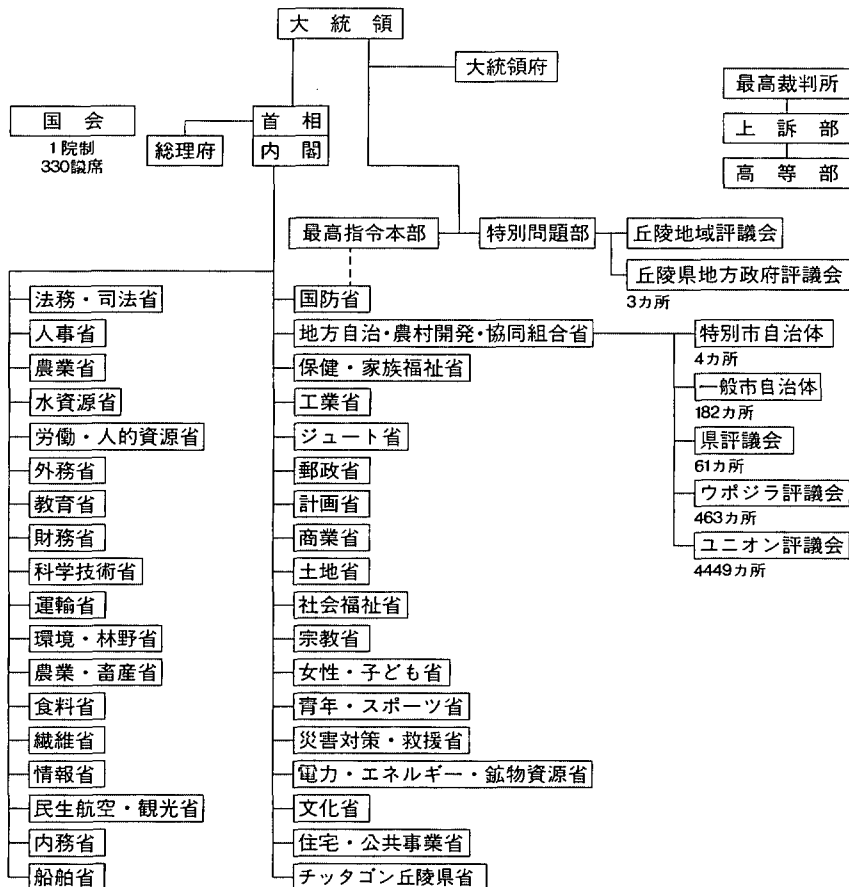 大統領
大統領府
最高裁判所
国会
首相
1院制
総理府
内閣
上訴部
330議席
高等部
最高指令本部
特別問題部
丘陵地域評議会
丘陵県地方政府評議会
3カ所
法務・司法省
国防省
人事省
地方自治・農村開発・協同組合省
特別市自治体
4カ所
農業省
保健・家族福祉省
一般市自治体
水資源省
工業省
182カ所
労働・人的資源省
ジュート省
県評議会
61カ所
外務省
郵政省
ウポジラ評議会
教育省
計画省
463カ所
財務省
商業省
ユニオン評議会
4449カ所
科学技術省
土地省
運輸省
社会福祉省
環境・林野省
宗教省
農業・畜産省
女性・子ども省
食料省
青年・スポーツ省
繊維省
災害対策・救援省
情報省
電力・エネルギー・鉱物資源省
民生航空・観光省
文化省
内務省
住宅・公共事業省
船舶省
チッタゴン丘陵県省